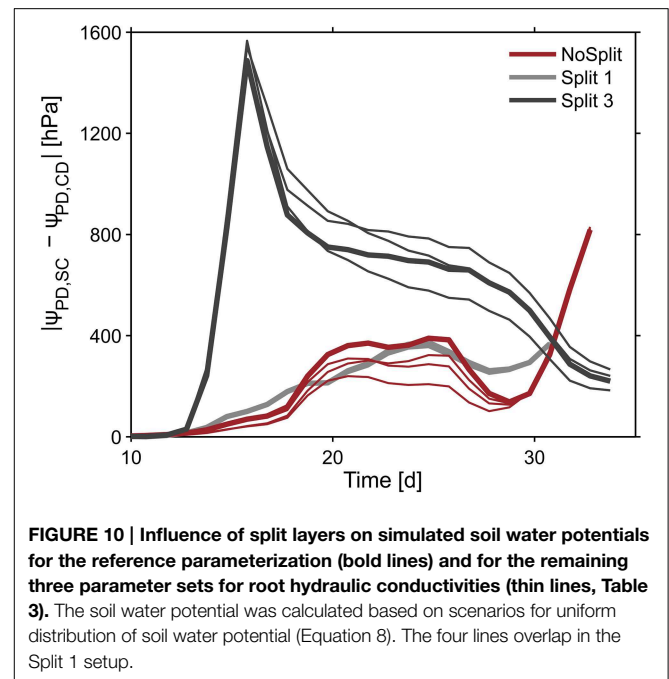 1600
1200
800
400
0
|ΨPD,SC − ΨPD,CD| [hPa]
NoSplit
Split 1
Split 3
10
20
30
Time [d]
FIGURE 10 | Influence of split layers on simulated soil water potentials
for the reference parameterization (bold lines) and for the remaining
three parameter sets for root hydraulic conductivities (thin lines, Table
3). The soil water potential was calculated based on scenarios for uniform
distribution of soil water potential (Equation 8). The four lines overlap in the
Split 1 setup.